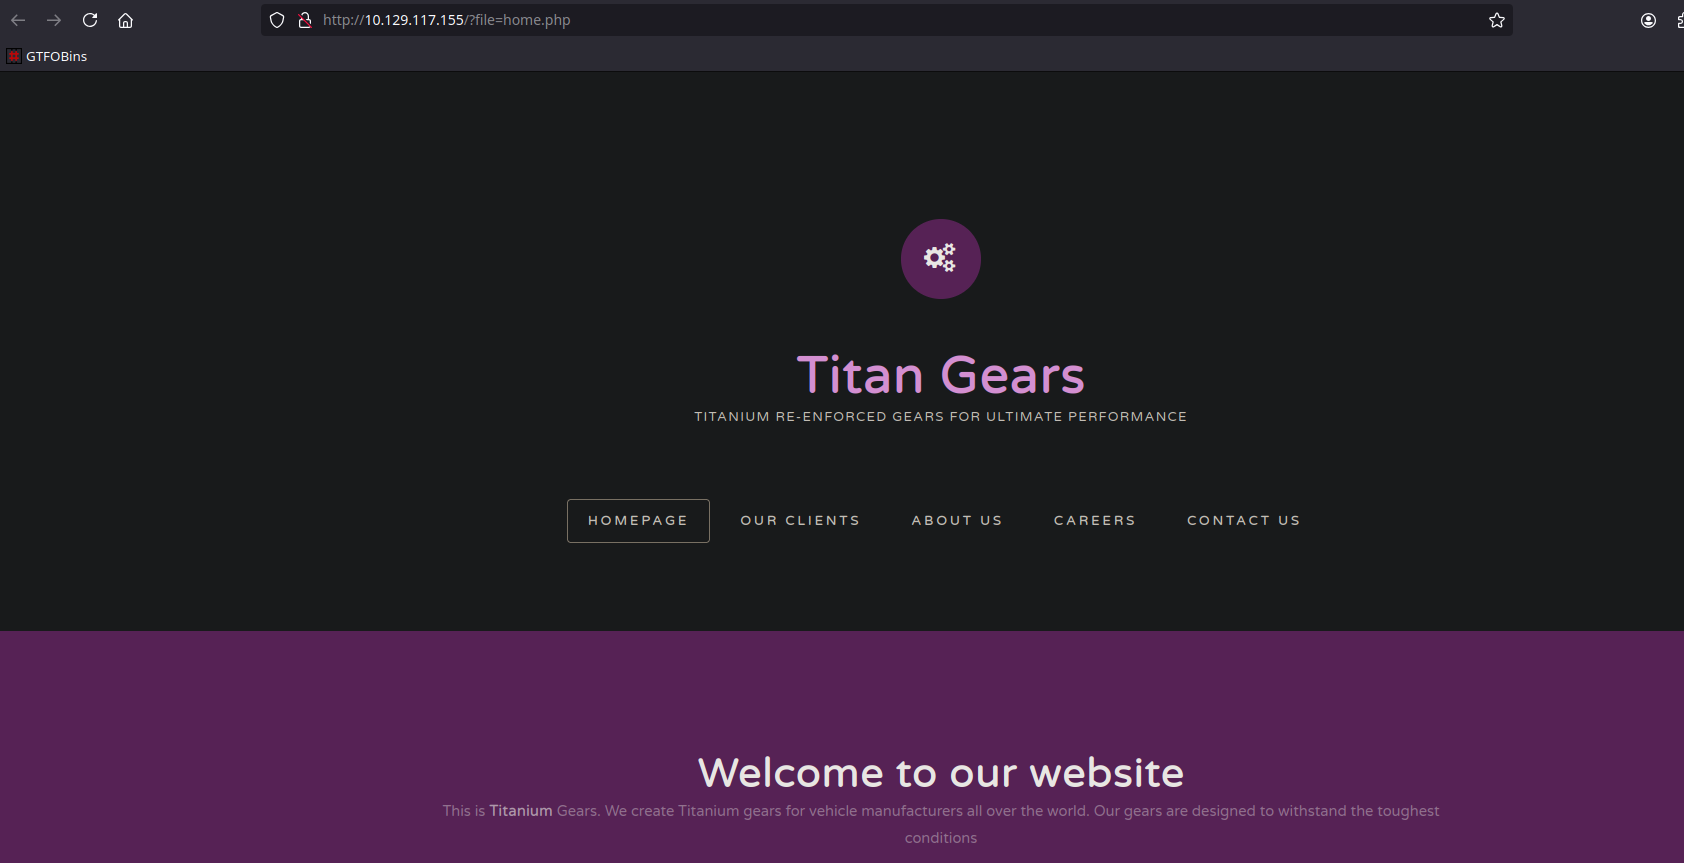 http://10.129.117.155/?file=home.php
GTFOBins
Titan Gears
TITANIUM RE-ENFORCED GEARS FOR ULTIMATE PERFORMANCE
HOMEPAGE OUR CLIENTS ABOUT US CAREERS CONTACT US
Welcome to our website
This is Titanium Gears. We create Titanium gears for vehicle manufacturers all over the world. Our gears are designed to withstand the toughest
conditions